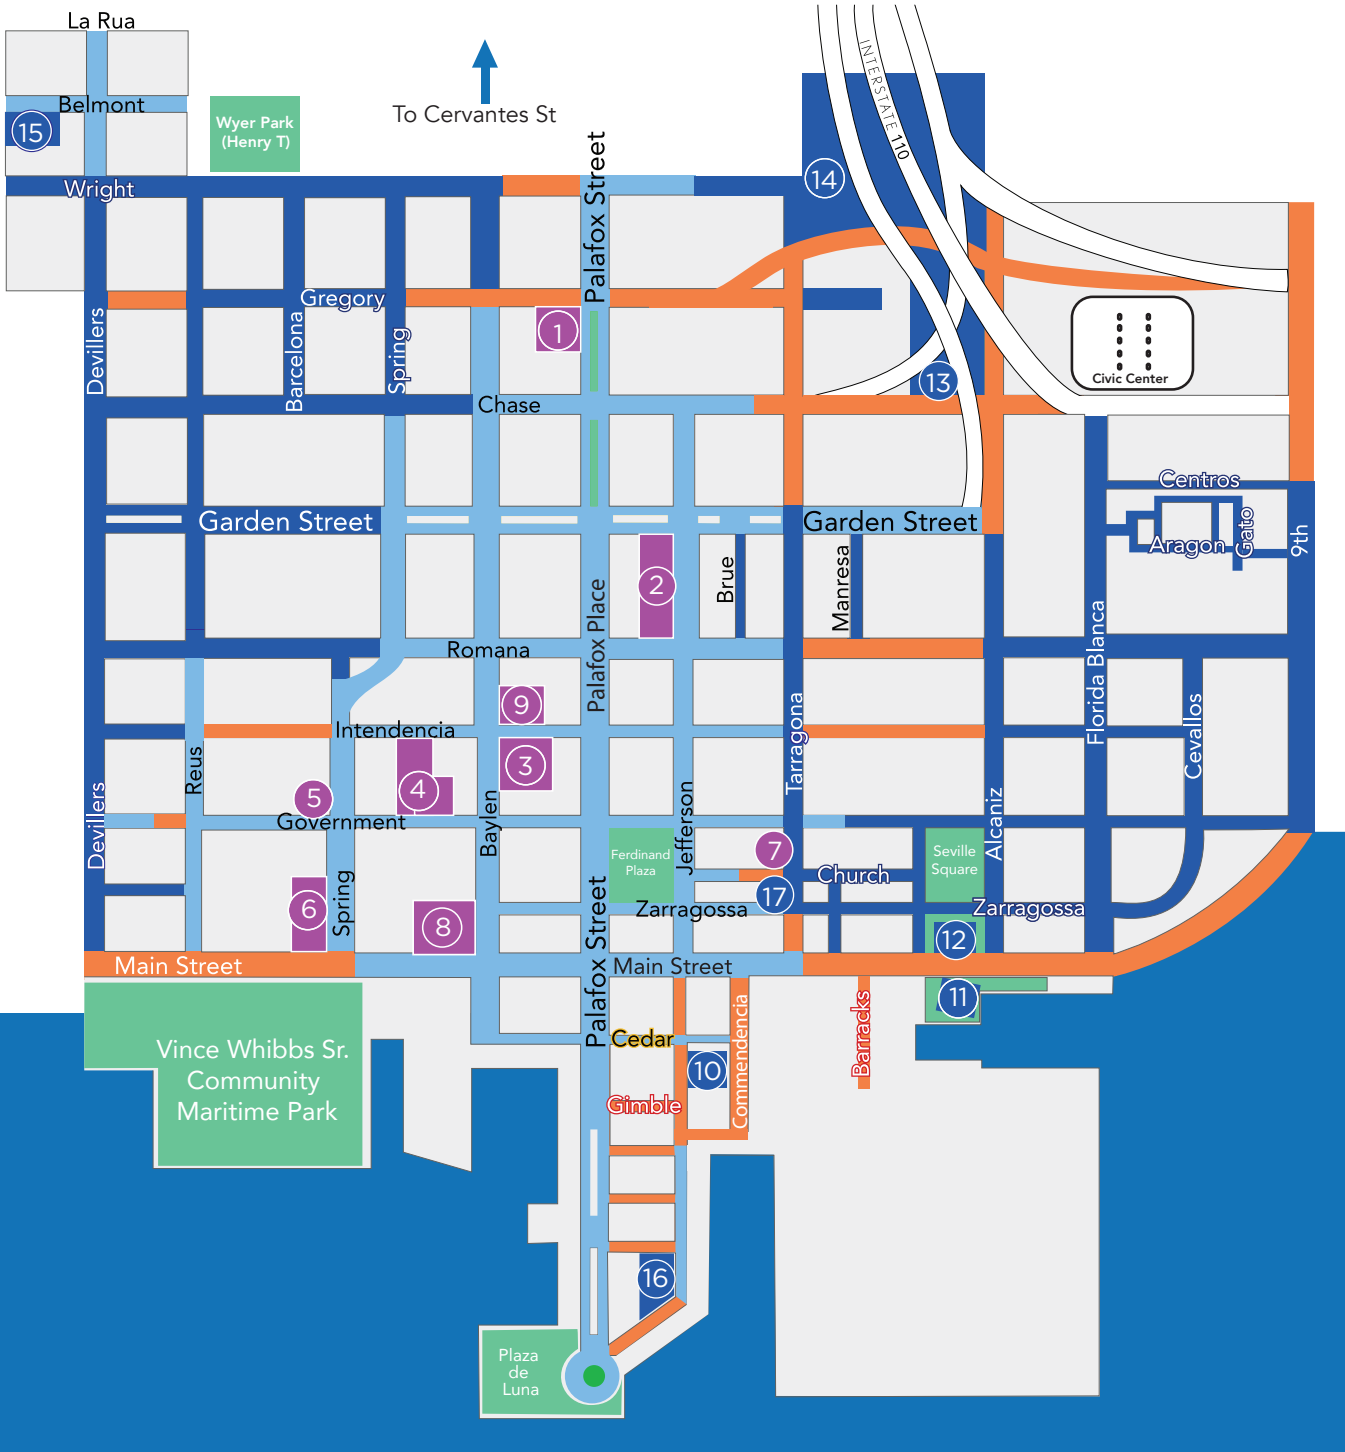 La Rua
Belmont
15
Wyer Park
(Henry T)
To Cervantes St
INTERSTATE 110
Wright
Palafox Street
14
Gregory
Devillers
Barcelona
Spring
1
13
Civic Center
Chase
Centros
Garden Street
Garden Street
Gato
Aragon
9th
2
Brue
Manresa
Romana
Palafox Place
Florida Blanca
9
Intendencia
Tarragona
Cevallos
Reus
3
4
5
Government
Baylen
Jefferson
Alcaniz
Devillers
7
Ferdinand
Plaza
Seville
Square
Church
17
Spring
6
8
Zarragossa
Zarragossa
12
Palafox Street
Main Street
Main Street
11
Barracks
Commendencia
Cedar
10
Gimble
Vince Whibbs Sr.
Community
Maritime Park
16
Plaza
de
Luna